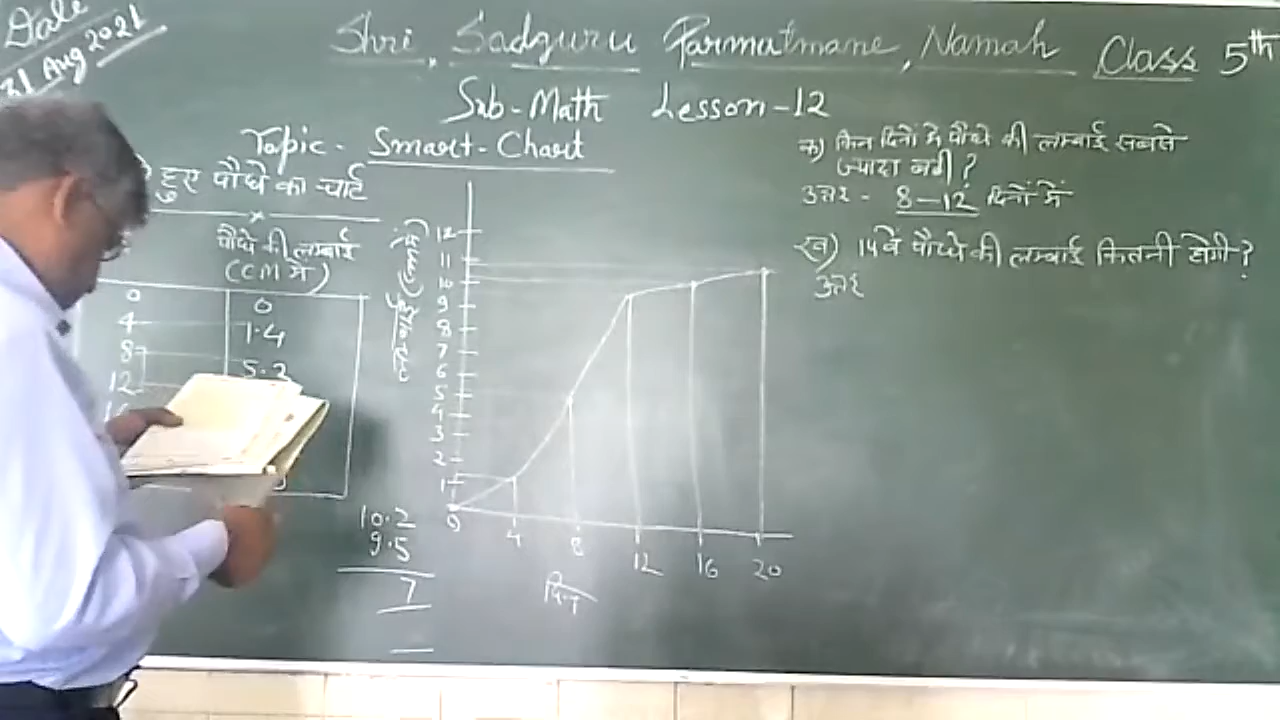 Date
31 Aug 2021
Shri, Sadguru Parmatmane, Namah Class 5th
Sub-Math Lesson-12
Topic - Smart-Chart
हुए पौधे का चार्ट
पौधे की लम्बाई
(CM में)
0 0
4 1.4
8 5.2
12
10.2
9.5
7
12
11
10
9
8
7
6
5
4
3
2
1
0 4 8 12 16 20
दिन
क) किन दिनों में पौधे की लम्बाई सबसे
ज्यादा बढी?
उत्तर - 8-12 दिनों में
ख) 14वें पौधे की लम्बाई कितनी होगी?
उत्तर